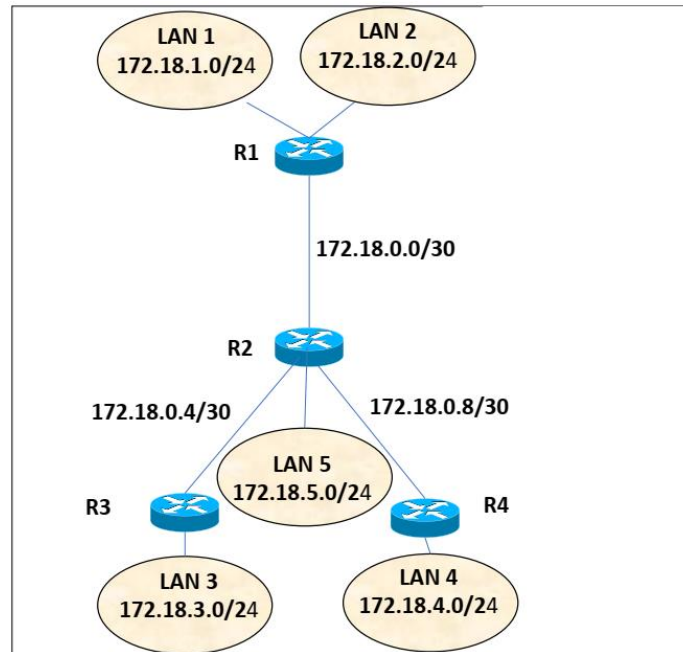 LAN 1
172.18.1.0/24
LAN 2
172.18.2.0/24
R1
172.18.0.0/30
R2
172.18.0.4/30
172.18.0.8/30
LAN 5
172.18.5.0/24
R3
R4
LAN 3
172.18.3.0/24
LAN 4
172.18.4.0/24